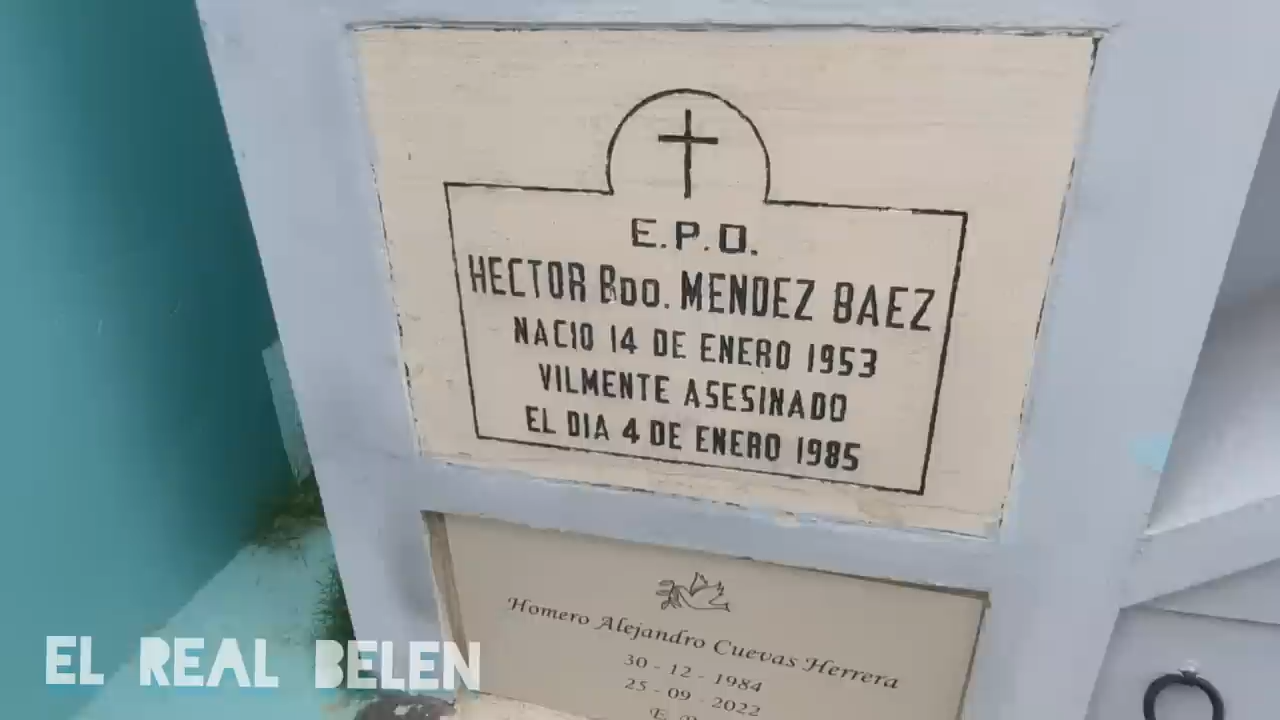 E.P.D.
HECTOR Bdo. MENDEZ BAEZ
NACIO 14 DE ENERO 1953
VILMENTE ASESINADO
EL DIA 4 DE ENERO 1985
Homero Alejandro Cuevas Herrera
30 - 12 - 1984
25 - 09 - 2022
EL REAL BELEN